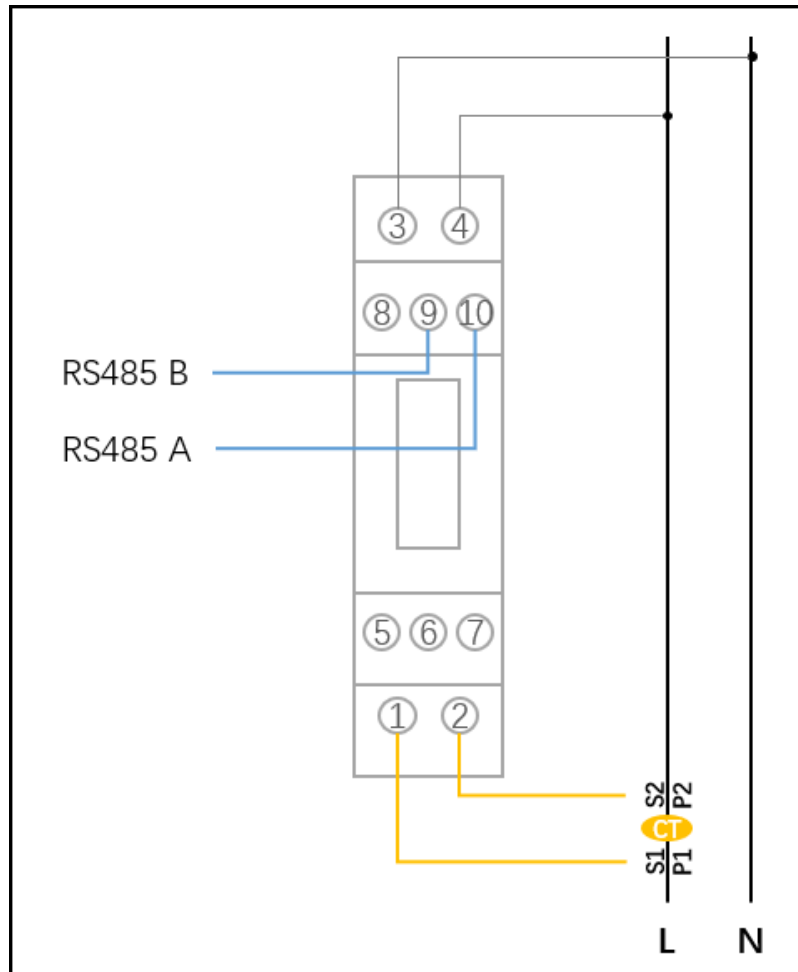 ③ ④
⑧ ⑨ ⑩
RS485 B
RS485 A
⑤ ⑥ ⑦
① ②
S2 P2
CT
S1 P1
L N